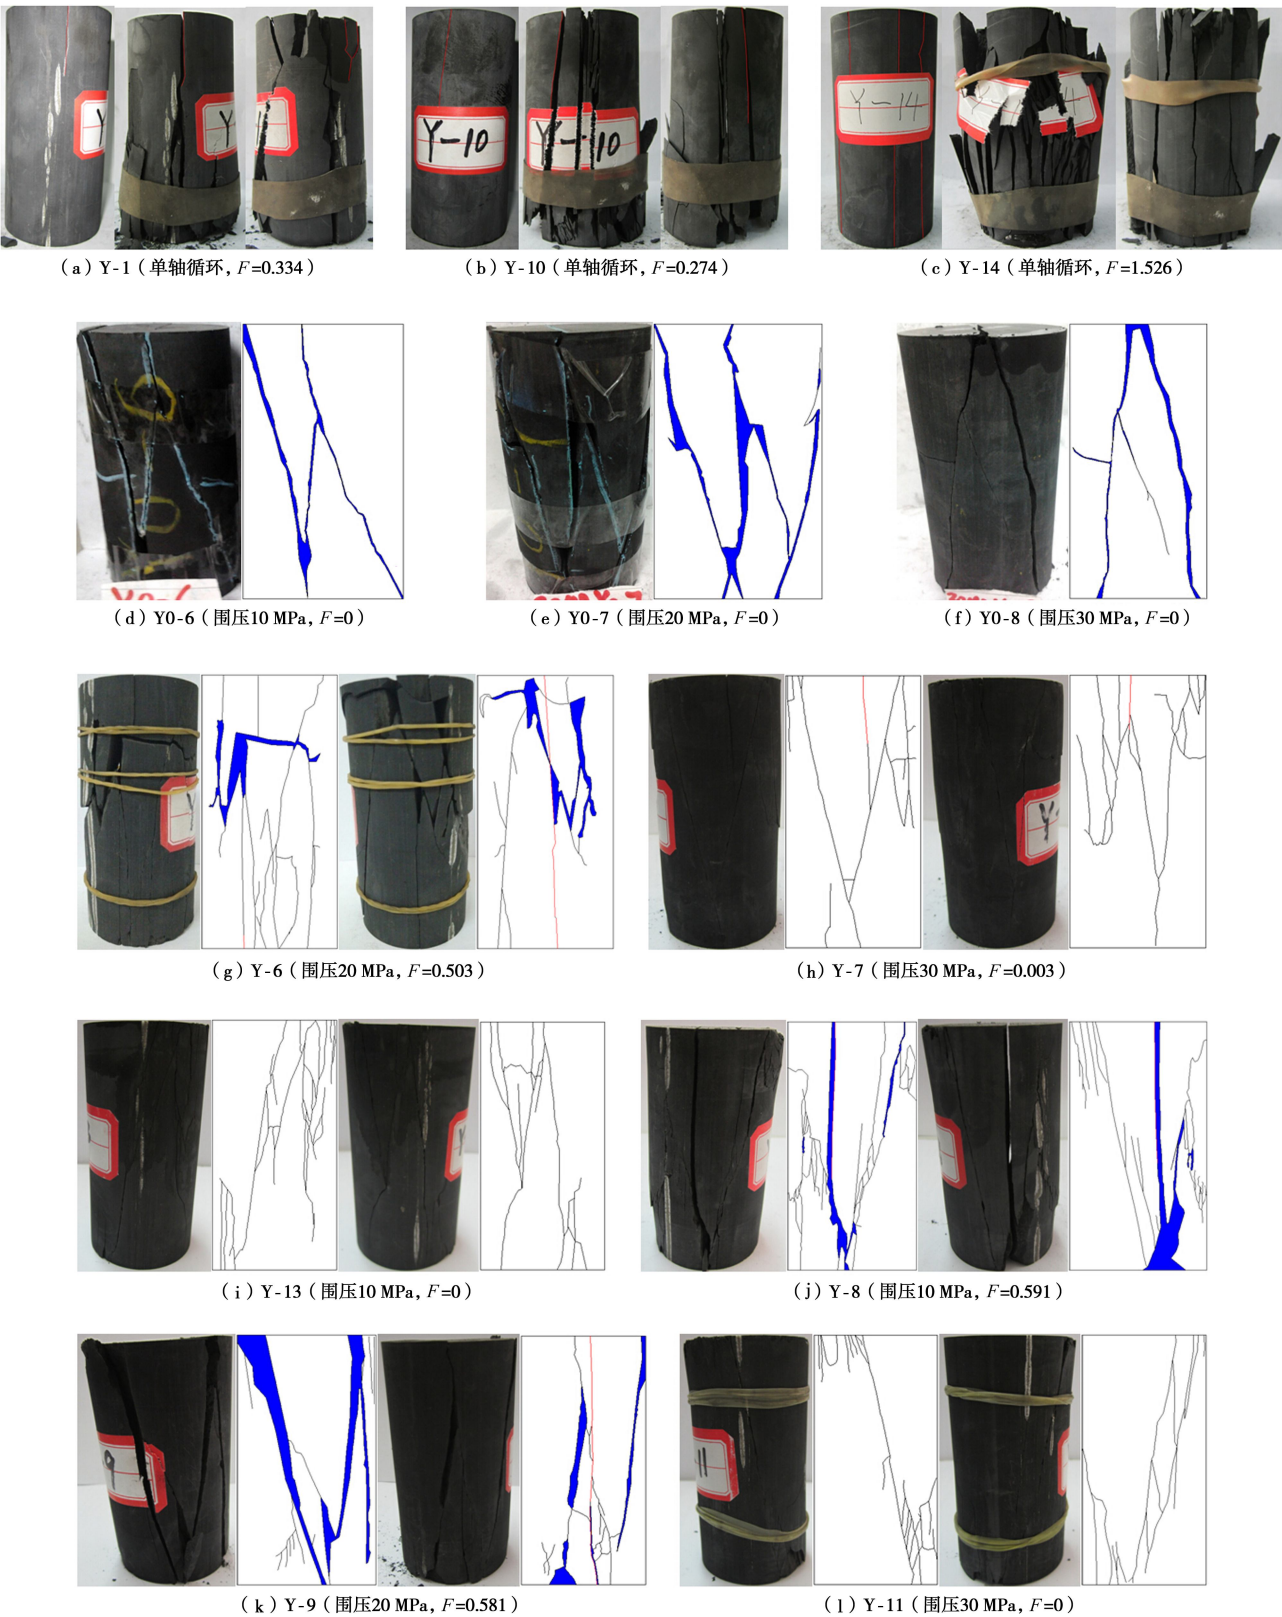 Y
Y
Y-10
Y-10
Y-14
4
(a) Y-1（单轴循环, F=0.334）
(b) Y-10（单轴循环, F=0.274）
(c) Y-14（单轴循环, F=1.526）
(d) Y0-6（围压10 MPa, F=0）
(e) Y0-7（围压20 MPa, F=0）
(f) Y0-8（围压30 MPa, F=0）
Y
Y
(g) Y-6（围压20 MPa, F=0.503）
(h) Y-7（围压30 MPa, F=0.003）
(i) Y-13（围压10 MPa, F=0）
(j) Y-8（围压10 MPa, F=0.591）
9
11
(k) Y-9（围压20 MPa, F=0.581）
(l) Y-11（围压30 MPa, F=0）